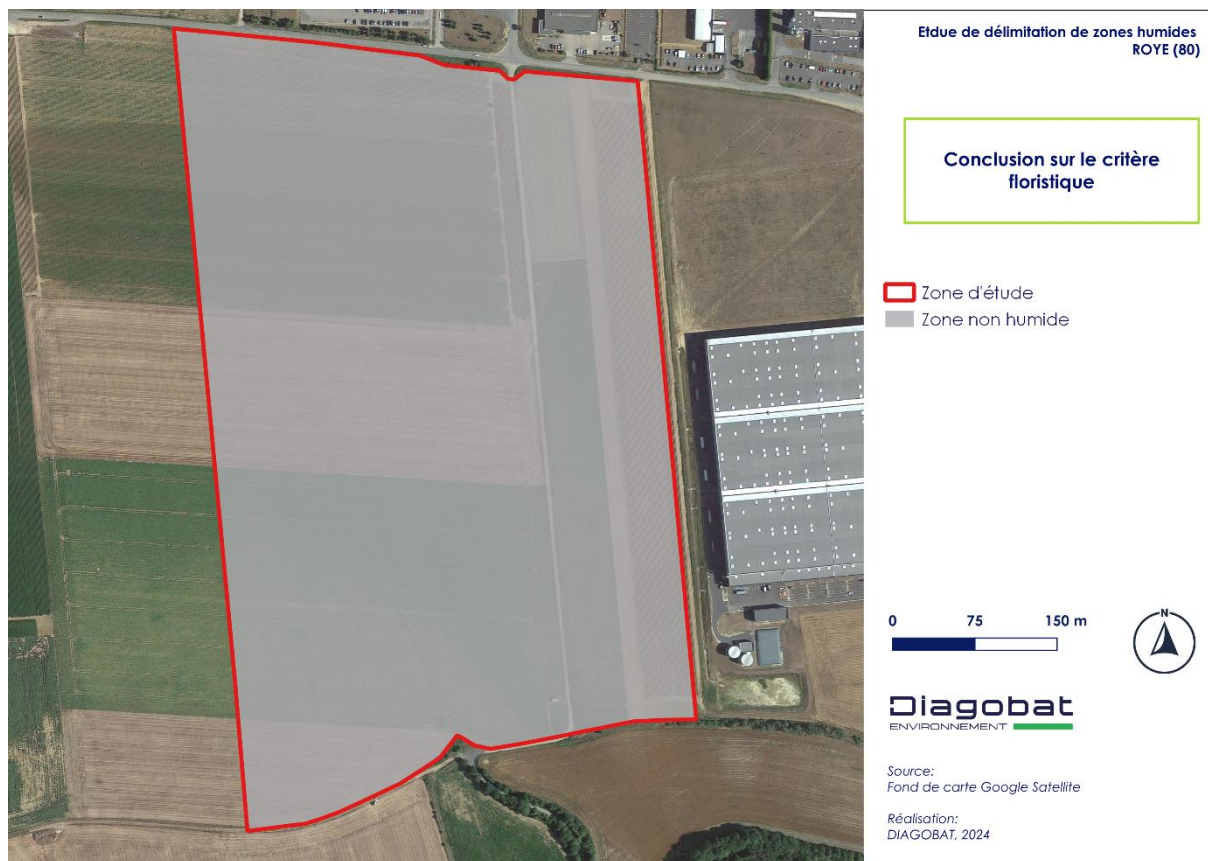 Etdue de délimitation de zones humides
ROYE (80)
Conclusion sur le critère
floristique
Zone d'étude
Zone non humide
0 75 150 m
N
Diagobat
ENVIRONNEMENT
Source:
Fond de carte Google Satellite
Réalisation:
DIAGOBAT, 2024